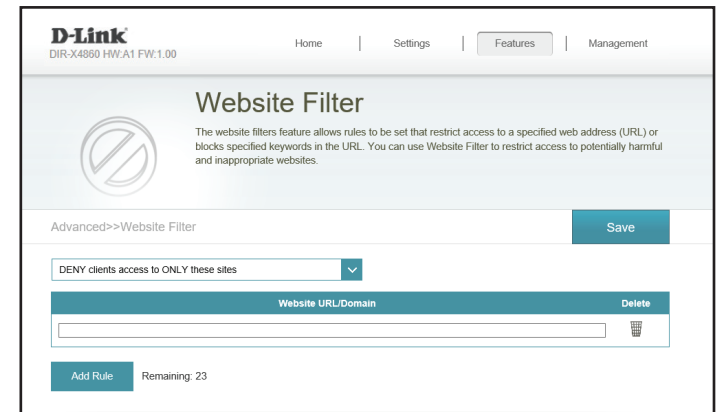 D-Link
DIR-X4860 HW:A1 FW:1.00
Home
Settings
Features
Management
Website Filter
The website filters feature allows rules to be set that restrict access to a specified web address (URL) or
blocks specified keywords in the URL. You can use Website Filter to restrict access to potentially harmful
and inappropriate websites.
Advanced>>Website Filter
Save
DENY clients access to ONLY these sites
Website URL/Domain
Delete
Add Rule
Remaining: 23